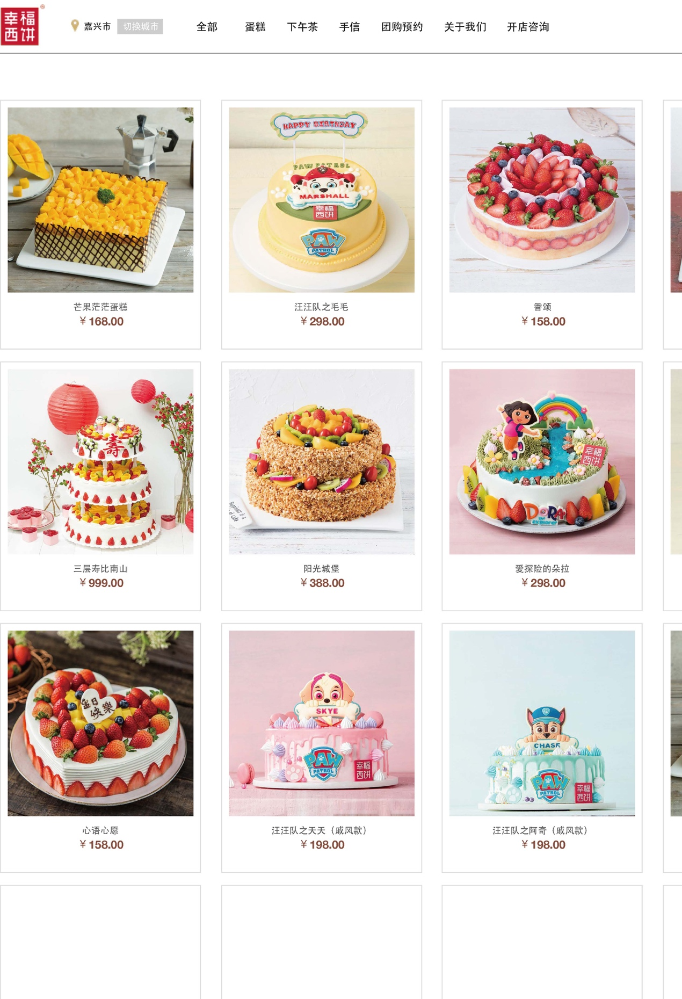 幸福
西饼
®
嘉兴市 切换城市 全部 蛋糕 下午茶 手信 团购预约 关于我们 开店咨询
HAPPY BIRTHDAY
PAW PATROL
MARSHALL
幸福
西饼
PAW
PATROL
芒果茫茫蛋糕
￥168.00
汪汪队之毛毛
￥298.00
香颂
￥158.00
寿
Happiness is a
of Cake
幸福
西饼
DORA
the
explorer
三层寿比南山
￥999.00
阳光城堡
￥388.00
爱探险的朵拉
￥298.00
日
快樂
SKYE
PAW
PATROL
幸福
西饼
CHASE
PAW
PATROL
幸福
西饼
心语心愿
￥158.00
汪汪队之天天（戚风款）
￥198.00
汪汪队之阿奇（戚风款）
￥198.00